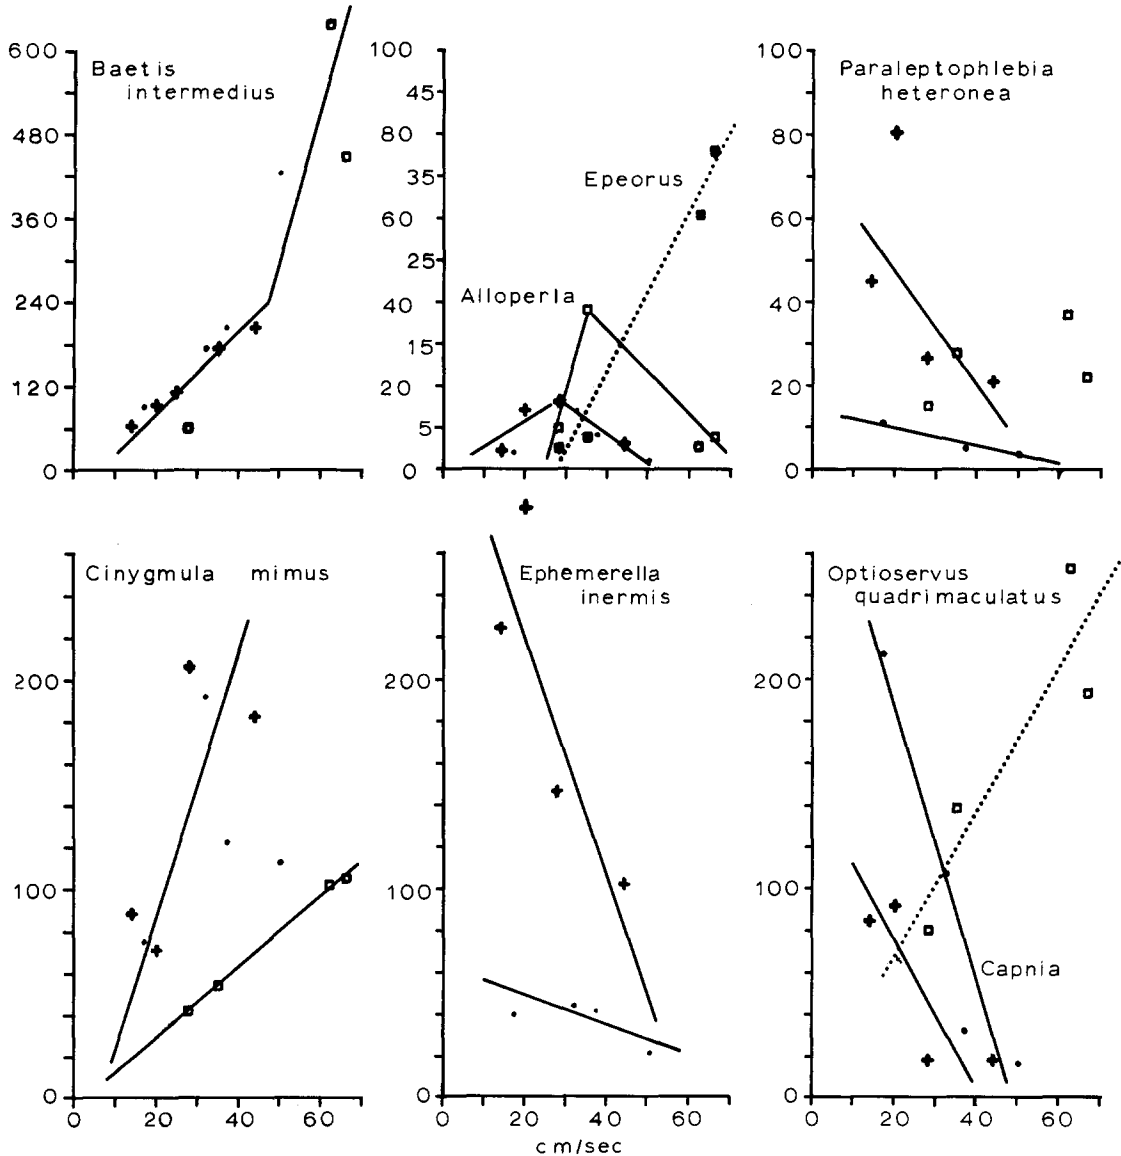 Baetis
intermedius
600
480
360
240
120
0
Epeorus
Alloperla
100
45
80
35
60
25
40
15
20
5
0
Paraleptophlebia
heteronea
100
80
60
40
20
0
Cinygmula mimus
200
100
0
0 20 40 60
Ephemerella
inermis
200
100
0
0 20 40 60
cm/sec
Optioservus
quadrimaculatus
Capnia
200
100
0
0 20 40 60